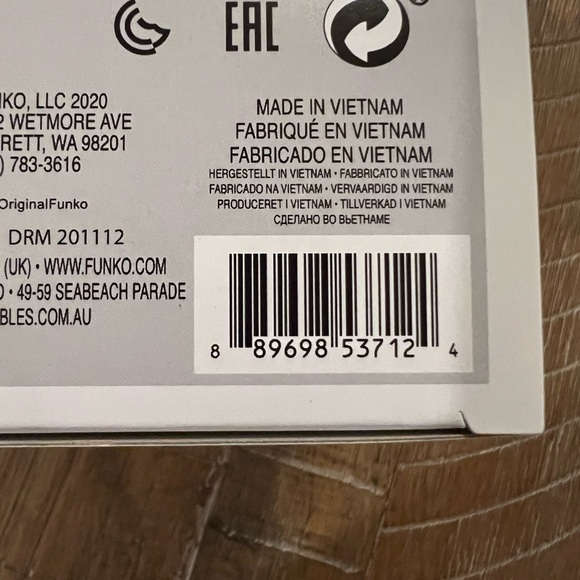 EAC
NKO, LLC 2020
2 WETMORE AVE
RETT, WA 98201
) 783-3616
OriginalFunko
DRM 201112
(UK) • WWW.FUNKO.COM
• 49-59 SEABEACH PARADE
BLES.COM.AU
MADE IN VIETNAM
FABRIQUÉ EN VIETNAM
FABRICADO EN VIETNAM
HERGESTELLT IN VIETNAM • FABBRICATO IN VIETNAM
FABRICADO NA VIETNAM • VERVAARDIGD IN VIETNAM
PRODUCERET I VIETNAM • TILLVERKAD I VIETNAM
СДЕЛАНО ВО ВЬЕТНАМЕ
8 89698 53712 4